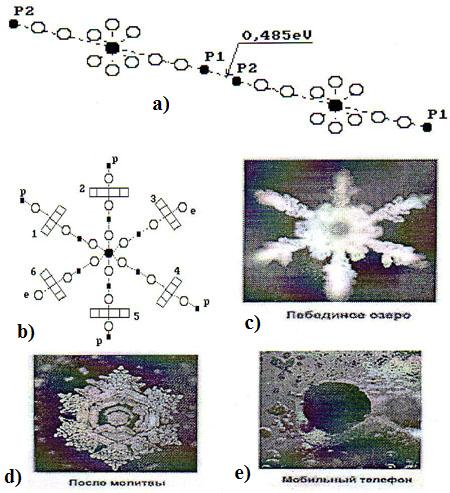 P2
0,485eV
P1 P2
P1
a)
p
2
p 3 e
1
6 4
e p
5
p
b)
c)
Лебединое озеро
d)
После молитвы
e)
Мобильный телефон